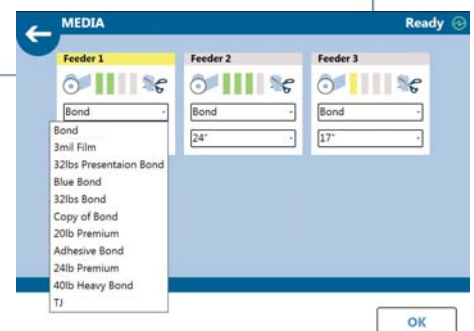 MEDIA
Ready
Feeder 1
Feeder 2
Feeder 3
Bond
Bond
Bond
24"
17"
Bond
3mil Film
32lbs Presentaion Bond
Blue Bond
32lbs Bond
Copy of Bond
20lb Premium
Adhesive Bond
24lb Premium
40lb Heavy Bond
TJ
OK